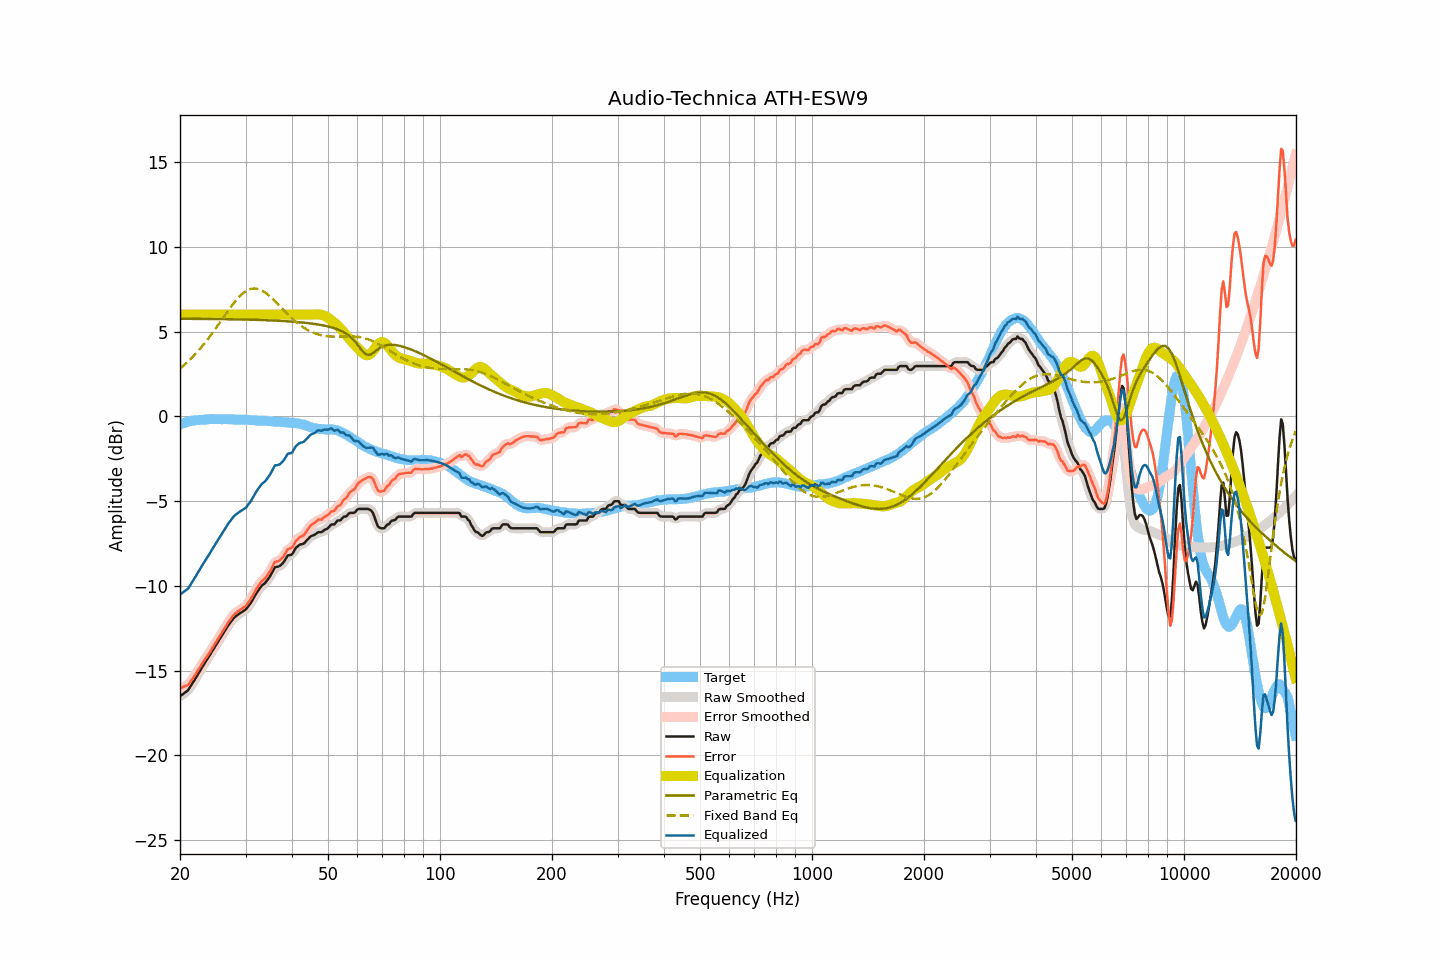 Audio-Technica ATH-ESW9
Amplitude (dBr)
15
10
5
0
−5
−10
−15
−20
−25
Target
Raw Smoothed
Error Smoothed
Raw
Error
Equalization
Parametric Eq
Fixed Band Eq
Equalized
20 50 100 200 500 1000 2000 5000 10000 20000
Frequency (Hz)